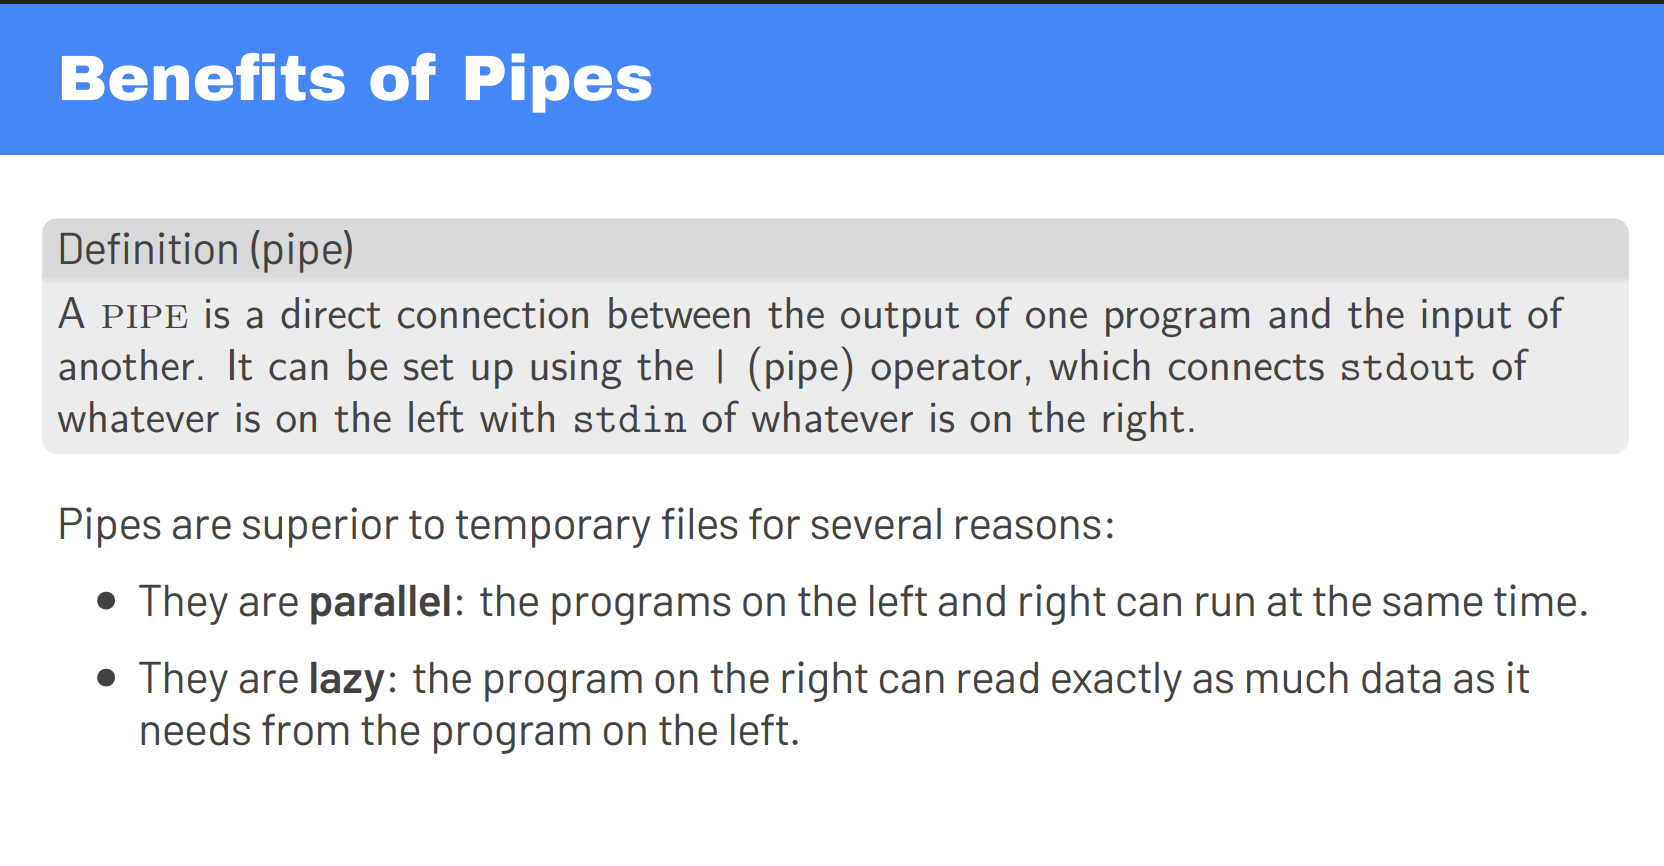 Benefits of Pipes
Definition (pipe)
A PIPE is a direct connection between the output of one program and the input of
another. It can be set up using the | (pipe) operator, which connects stdout of
whatever is on the left with stdin of whatever is on the right.
Pipes are superior to temporary files for several reasons:
• They are parallel: the programs on the left and right can run at the same time.
• They are lazy: the program on the right can read exactly as much data as it
needs from the program on the left.